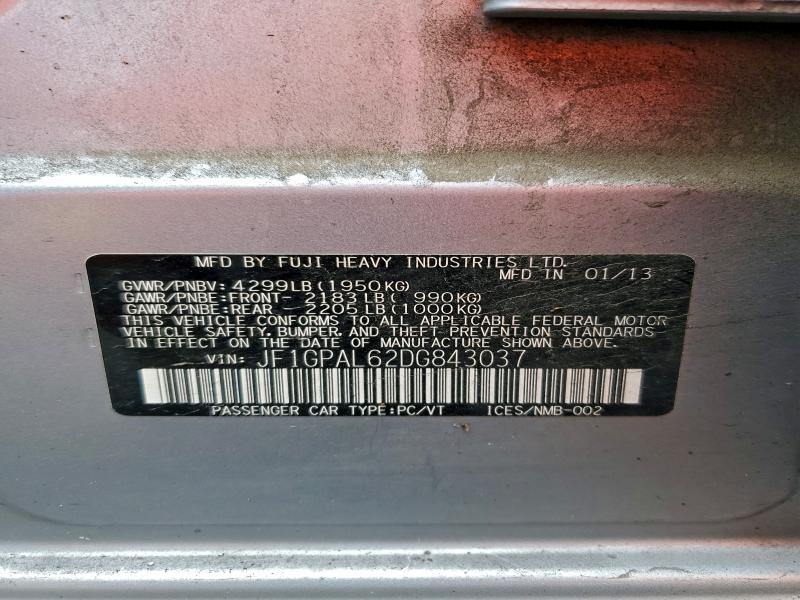 MFD BY FUJI HEAVY INDUSTRIES LTD.
MFD IN 01/13
GVWR/PNBV: 4299LB(1950KG)
GAWR/PNBE:FRONT- 2183LB( 990KG)
GAWR/PNBE:REAR - 2205LB(1000KG)
THIS VEHICLE CONFORMS TO ALL APPLICABLE FEDERAL MOTOR
VEHICLE SAFETY, BUMPER, AND THEFT PREVENTION STANDARDS
IN EFFECT ON THE DATE OF MANUFACTURE SHOWN ABOVE.
VIN: JF1GPAL62DG843037
PASSENGER CAR TYPE:PC/VT ICES/NMB-002